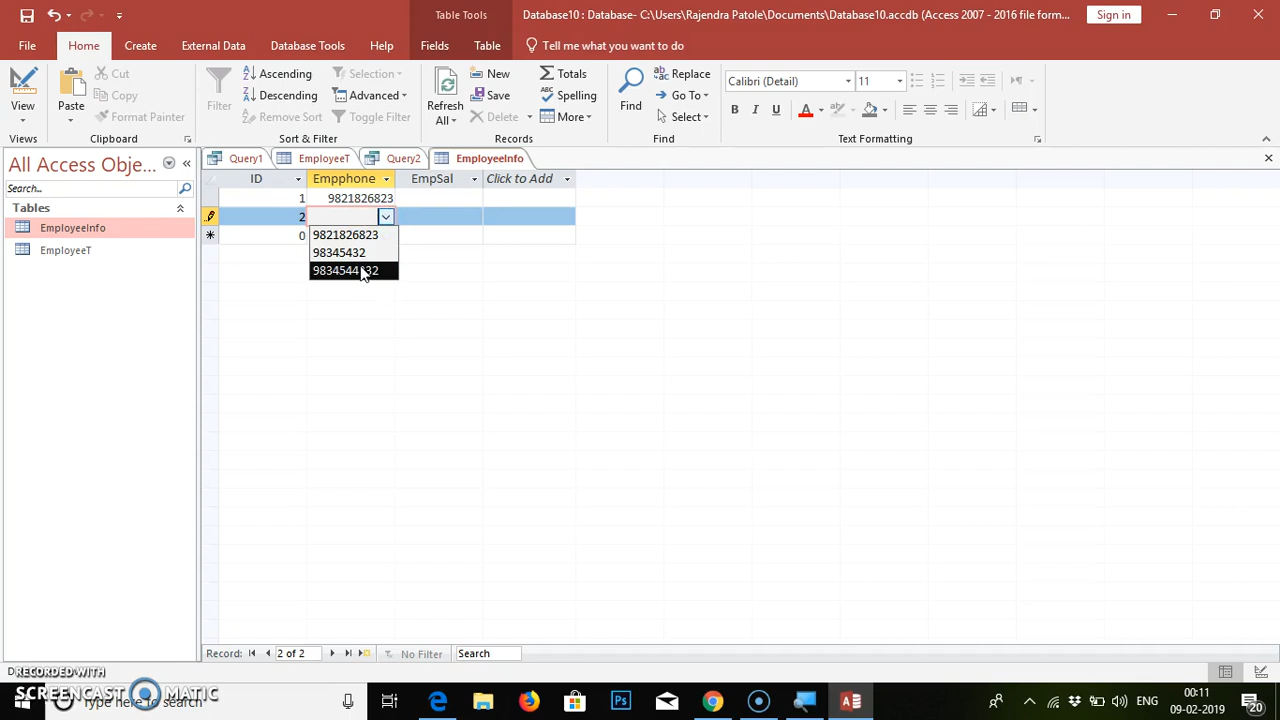 Table Tools
Database10 : Database- C:\Users\Rajendra Patole\Documents\Database10.accdb (Access 2007 - 2016 file form...
Sign in
File
Home
Create
External Data
Database Tools
Help
Fields
Table
Tell me what you want to do
View
Views
Paste
Cut
Copy
Format Painter
Clipboard
Filter
Ascending
Descending
Remove Sort
Selection
Advanced
Toggle Filter
Sort & Filter
Refresh
All
New
Save
Delete
Totals
Spelling
More
Records
Find
Replace
Go To
Select
Find
Calibri (Detail)
11
B I U A
Text Formatting
All Access Obje...
Search...
Tables
EmployeeInfo
EmployeeT
Query1
EmployeeT
Query2
EmployeeInfo
ID Empphone EmpSal Click to Add
1 9821826823
2
0
9821826823
98345432
Record: 2 of 2 No Filter Search
RECORDED WITH
SCREENCAST MATIC
Type here to search
ENG
00:11
09-02-2019
20